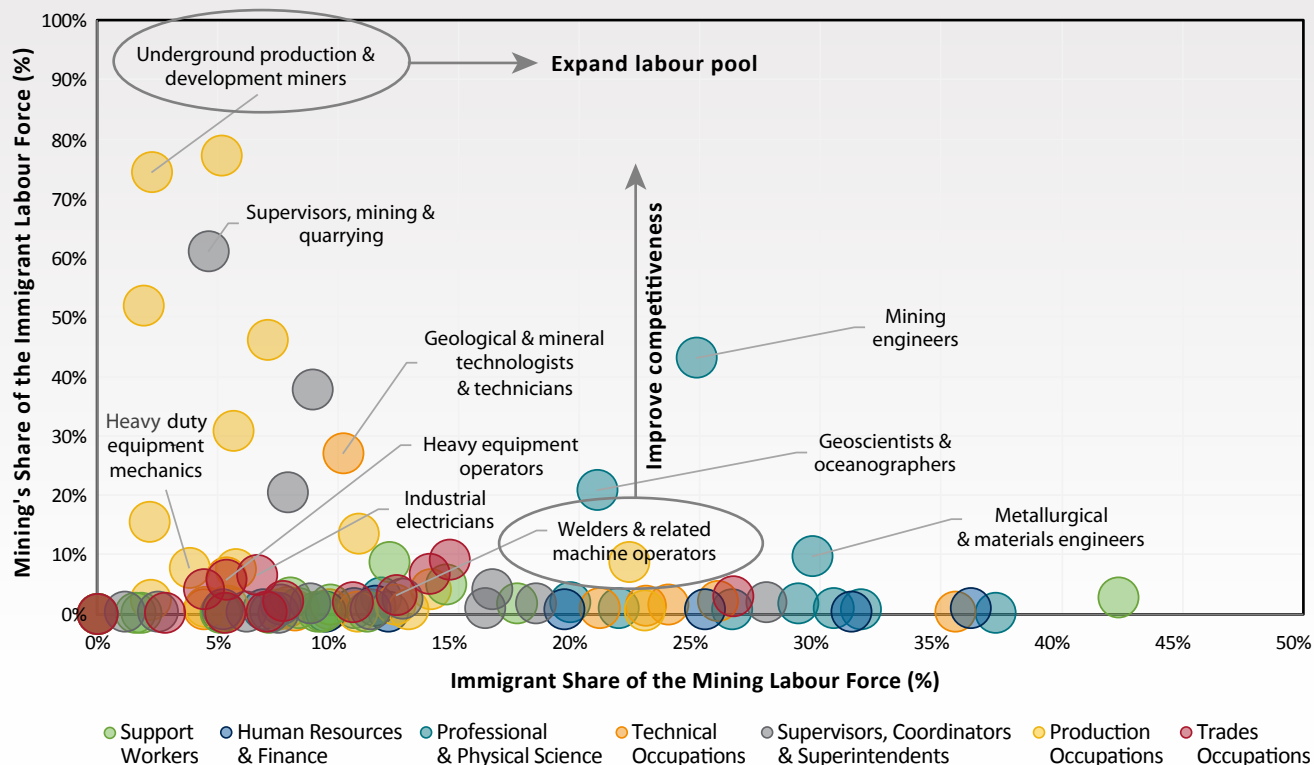 Mining's Share of the Immigrant Labour Force (%)
100%
90%
80%
70%
60%
50%
40%
30%
20%
10%
0%
Underground production &
development miners
Expand labour pool
Supervisors, mining &
quarrying
Improve competitiveness
Geological & mineral
technologists
& technicians
Mining
engineers
Heavy duty
equipment
mechanics
Heavy equipment
operators
Geoscientists &
oceanographers
Industrial
electricians
Welders & related
machine operators
Metallurgical
& materials engineers
0%
5%
10%
15%
20%
25%
30%
35%
40%
45%
50%
Immigrant Share of the Mining Labour Force (%)
Support
Workers
Human Resources
& Finance
Professional
& Physical Science
Technical
Occupations
Supervisors, Coordinators
& Superintendents
Production
Occupations
Trades
Occupations